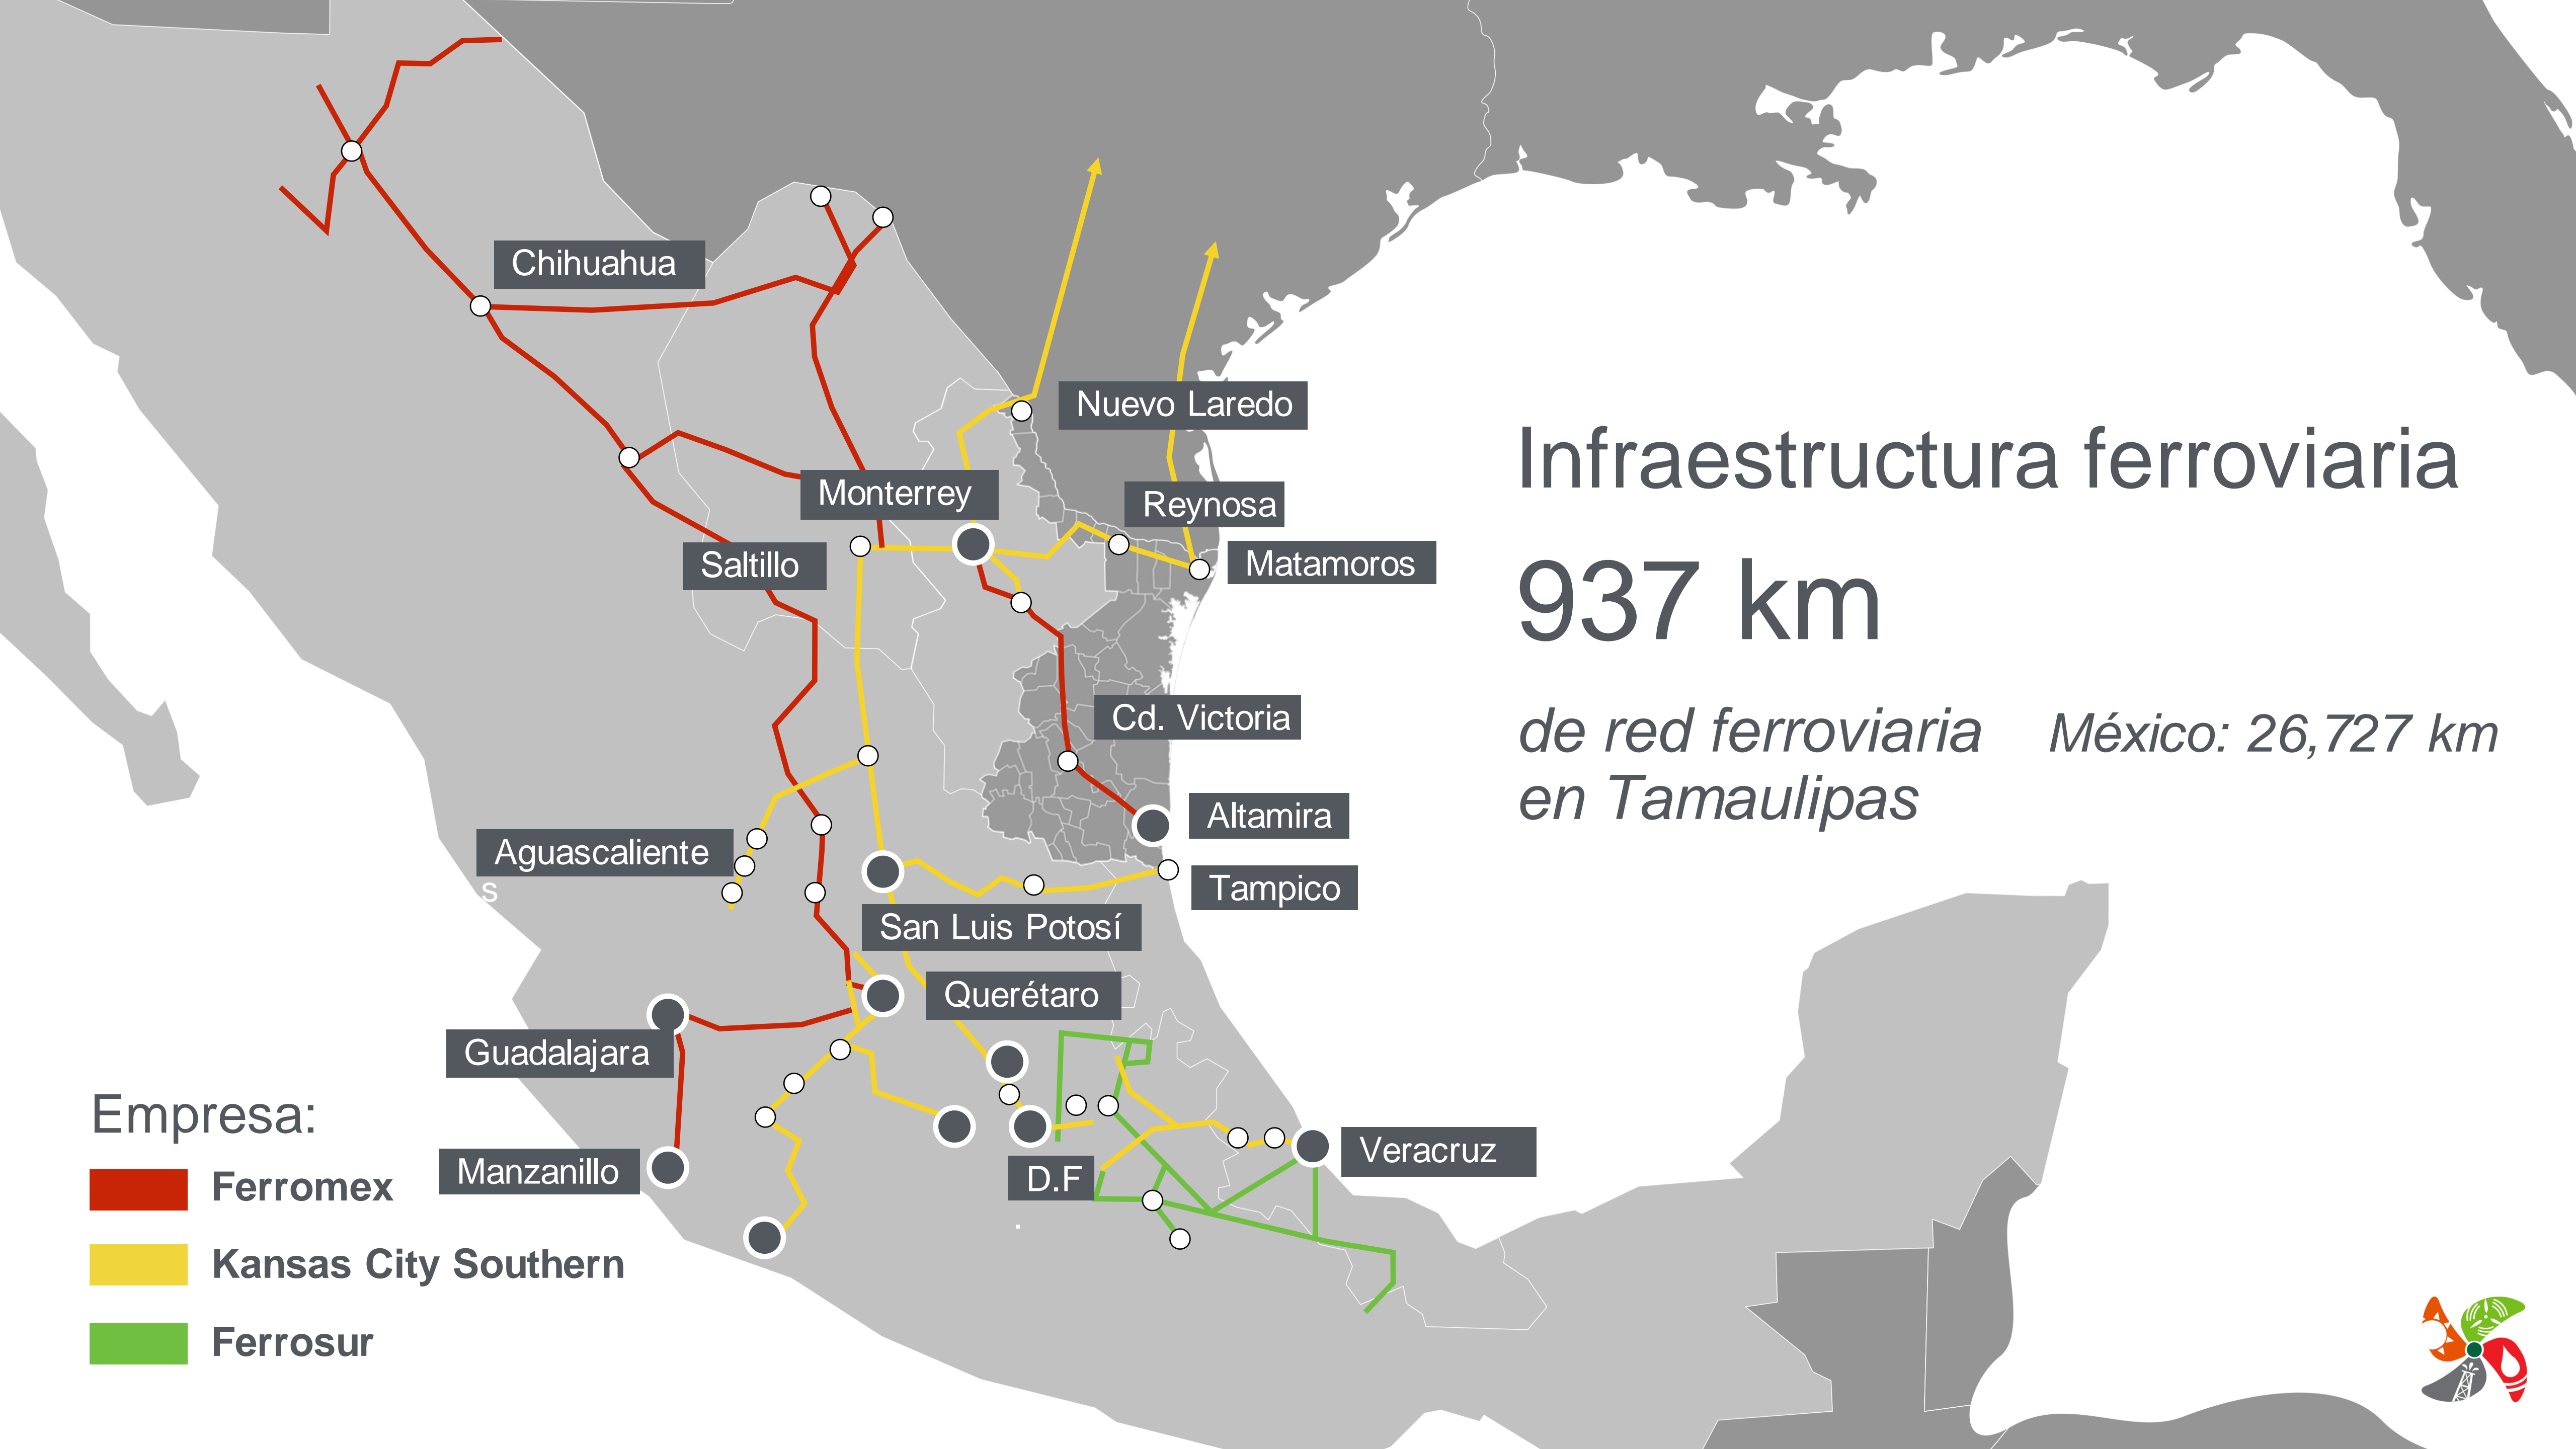 Chihuahua
Nuevo Laredo
Monterrey
Reynosa
Saltillo
Matamoros
Infraestructura ferroviaria
937 km
de red ferroviaria
en Tamaulipas
México: 26,727 km
Cd. Victoria
Altamira
Aguascaliente
s
Tampico
San Luis Potosí
Querétaro
Guadalajara
Manzanillo
D.F
.
Veracruz
Empresa:
Ferromex
Kansas City Southern
Ferrosur